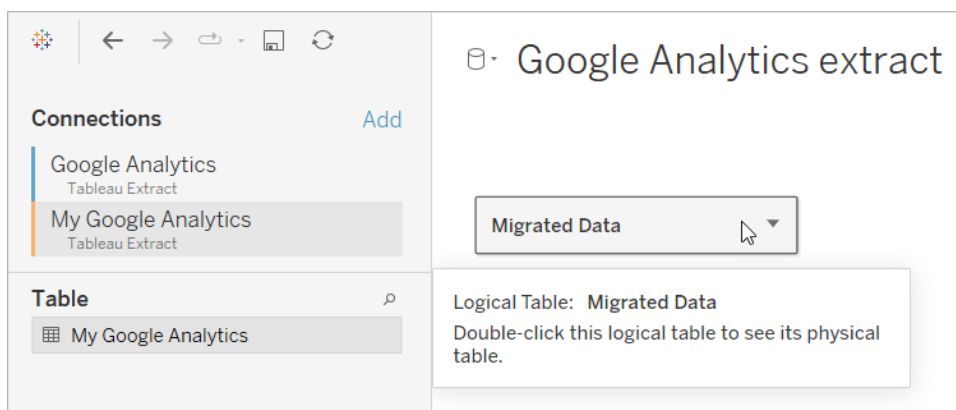 Connections
Add
Google Analytics
Tableau Extract
My Google Analytics
Tableau Extract
Table
My Google Analytics
Google Analytics extract
Migrated Data
Logical Table: Migrated Data
Double-click this logical table to see its physical
table.